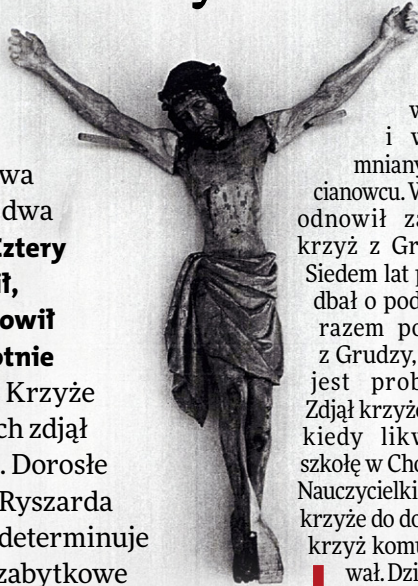 wa
dwa
Cztery
ił,
owił
otnie
Krzyże
ch zdjął
. Dorosłe
Ryszarda
determinuje
zabytkowe
w
i w
mniany
cianowcu. W
odnowił za
krzyż z Gr
Siedem lat p
dbał o pod
razem po
z Grudzy,
jest prob
Zdjął krzyże
kiedy likw
szkołę w Cho
Nauczycielki
krzyże do do
krzyż komu
wał. Dzi